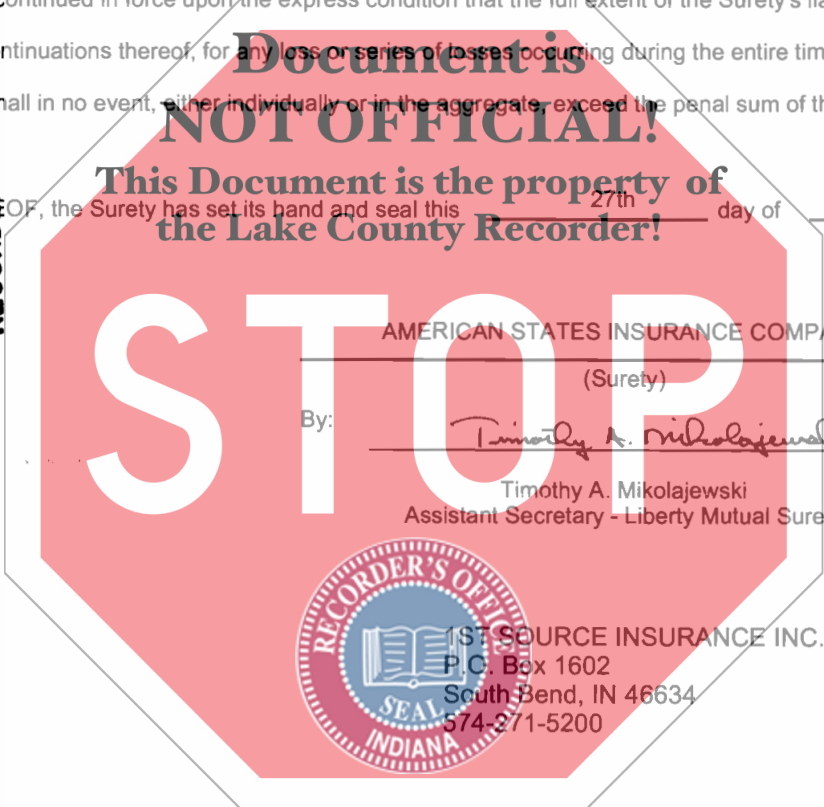 continued in force upon the express condition that the full extent of the Surety's
ntinuations thereof, for any loss or series of losses occurring during the entire tim
hall in no event, either individually or in the aggregate, exceed the penal sum of th
Document is
NOT OFFICIAL!
This Document is the property of
the Lake County Recorder!
OF, the Surety has set its hand and seal this 27th day of
STOP
AMERICAN STATES INSURANCE COMPA
(Surety)
By: Timothy A. Mikolajewsk
Timothy A. Mikolajewski
Assistant Secretary - Liberty Mutual Sure
RECORDER'S OFFICE
SEAL
INDIANA
1ST SOURCE INSURANCE INC.
P.O. Box 1602
South Bend, IN 46634
574-271-5200